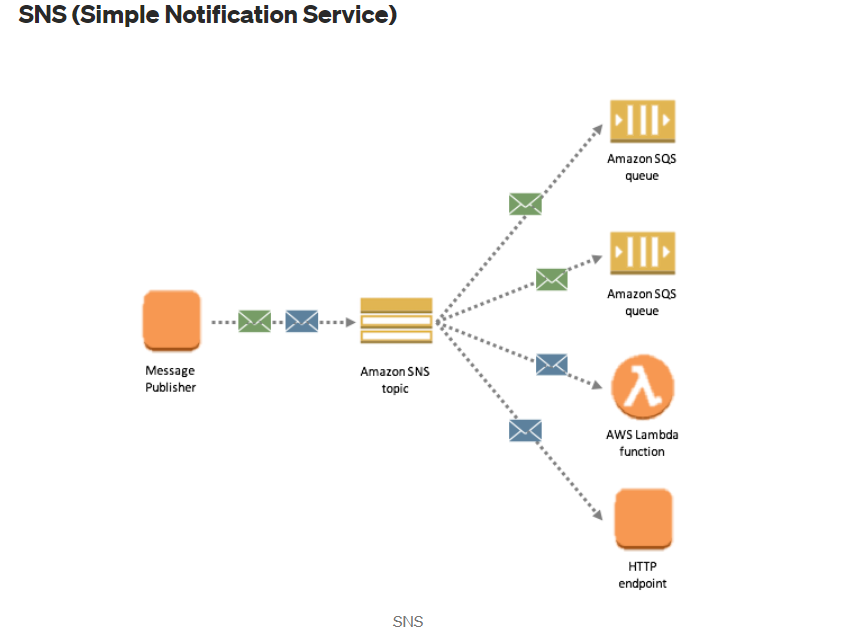 SNS (Simple Notification Service)
Amazon SQS
queue
Amazon SQS
queue
Message
Publisher
Amazon SNS
topic
AWS Lambda
function
HTTP
endpoint
SNS